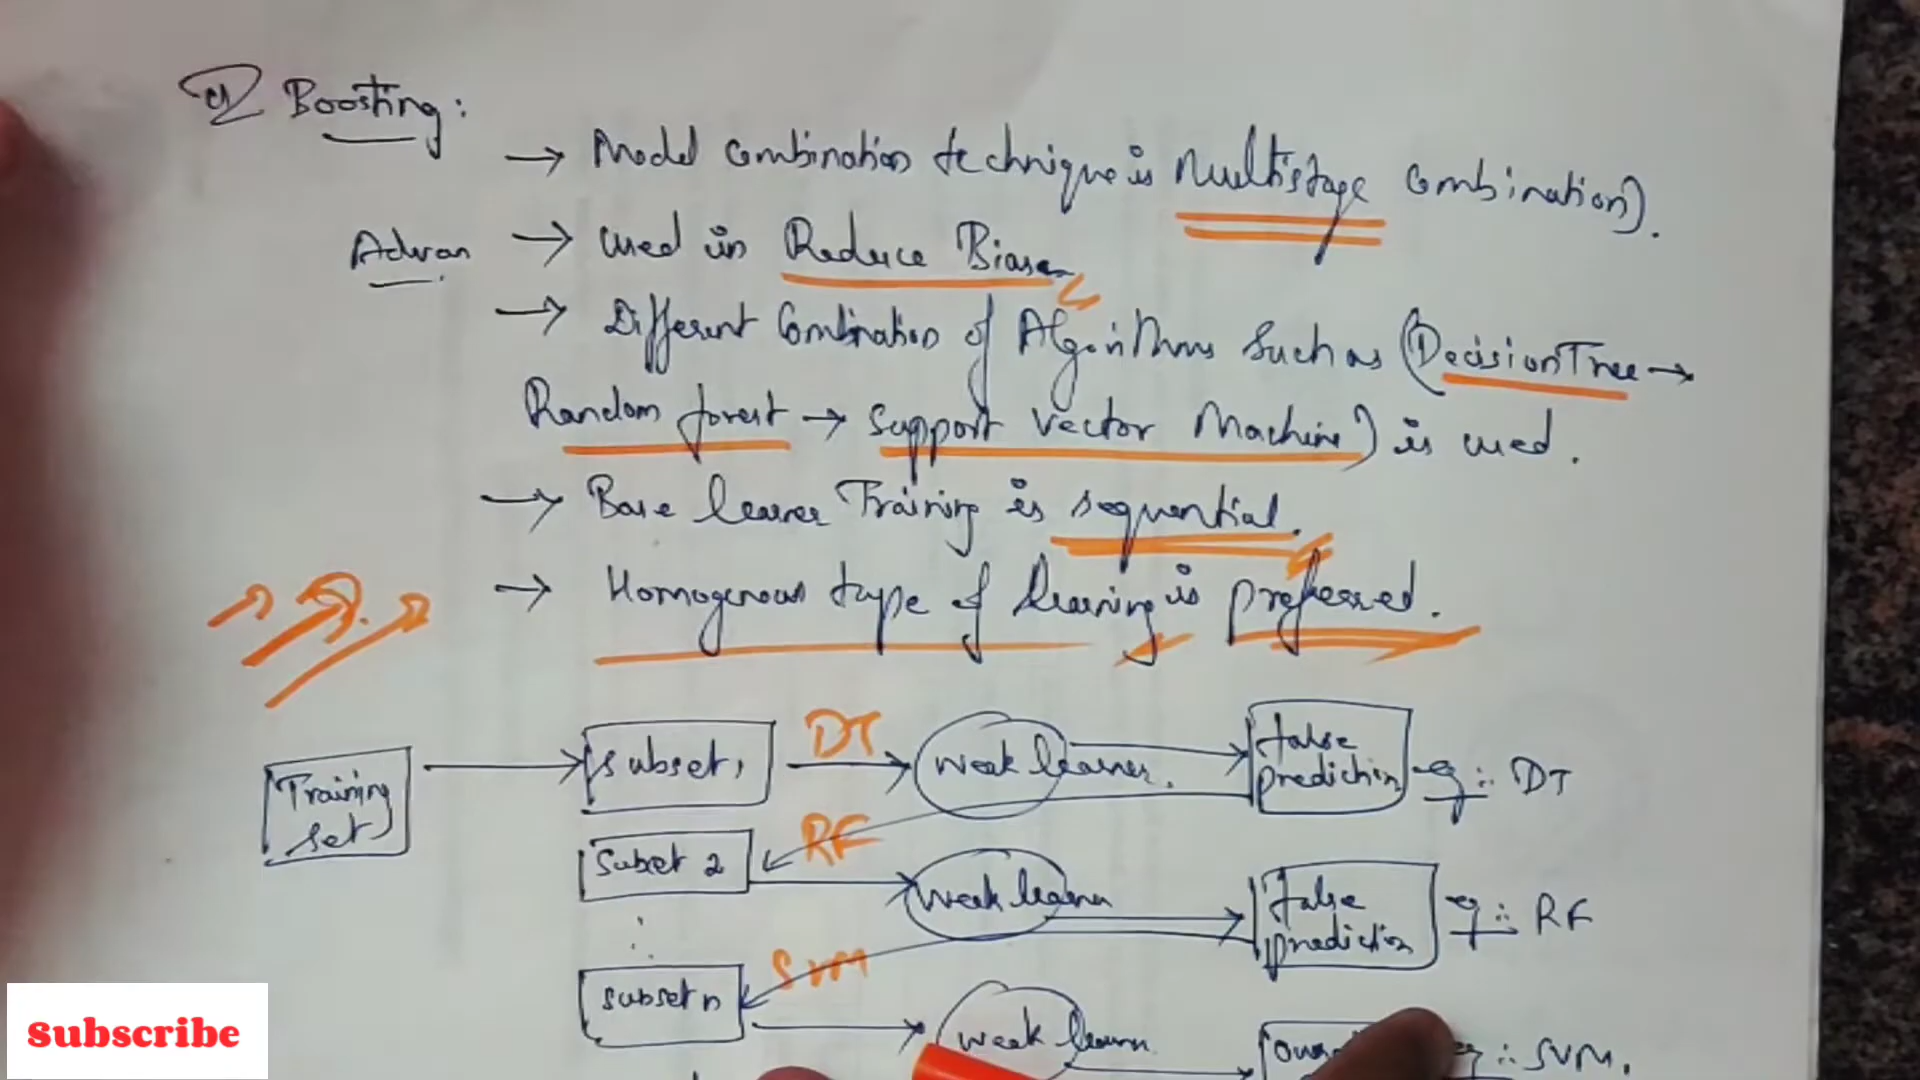 Boosting:
→ Model Combination technique is Multistage Combination).
Advan → used in Reduce Biase
→ Different Combination of Algorithms Such as (Decision Tree →
Random forest → Support Vector Machine) is used.
→ Base learner Training is sequential.
→ Homogenous type of learning is preferred.
Training set → subset 1 DT → weak learner. → false prediction eg: DT
Subset 2 RF → weak learner → false prediction eg: RF
subset n SVM → weak learn → eg: SVM.
Subscribe